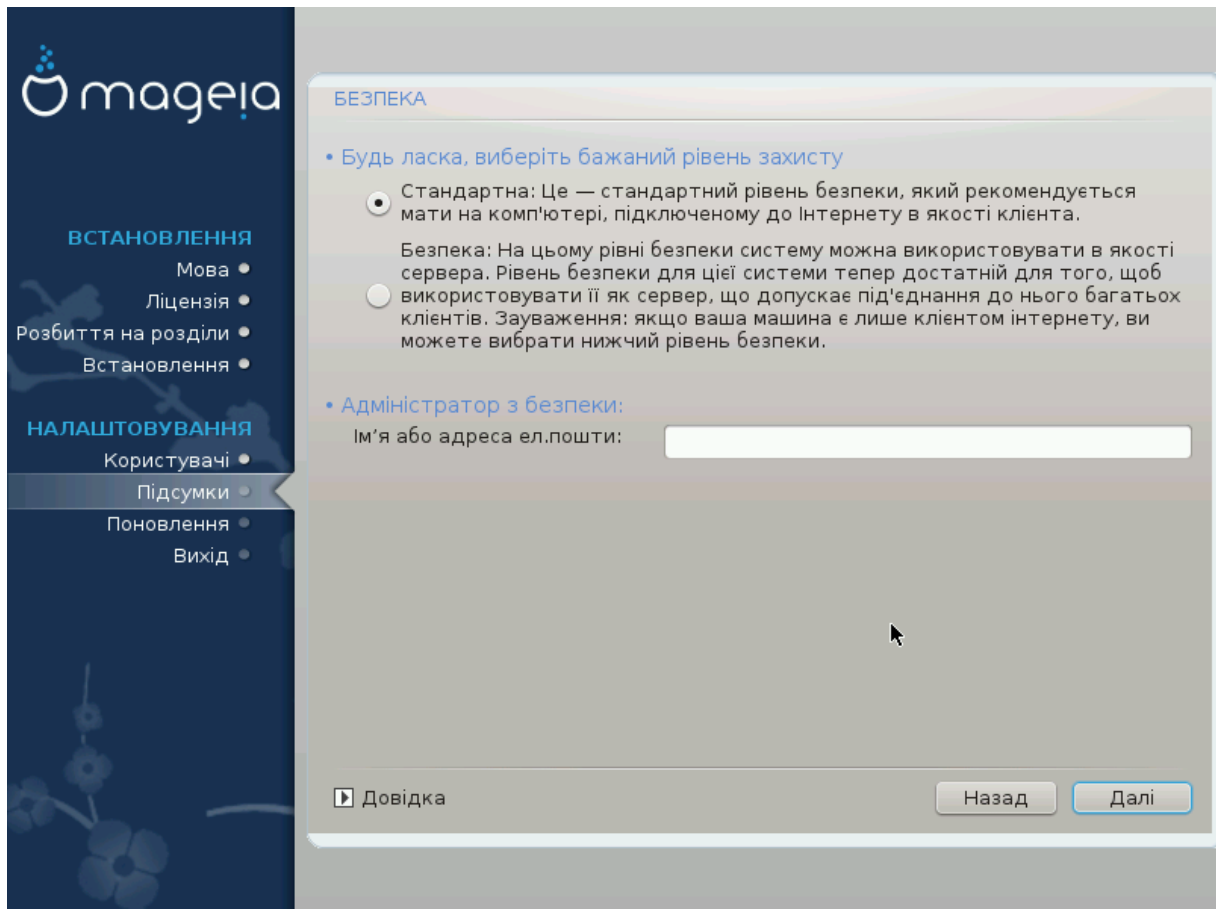 mageia
ВСТАНОВЛЕННЯ
Мова
Ліцензія
Розбиття на розділи
Встановлення
НАЛАШТОВУВАННЯ
Користувачі
Підсумки
Поновлення
Вихід
БЕЗПЕКА
• Будь ласка, виберіть бажаний рівень захисту
Стандартна: Це — стандартний рівень безпеки, який рекомендується
мати на комп'ютері, підключеному до Інтернету в якості клієнта.
Безпека: На цьому рівні безпеки систему можна використовувати в якості
сервера. Рівень безпеки для цієї системи тепер достатній для того, щоб
використовувати її як сервер, що допускає під'єднання до нього багатьох
клієнтів. Зауваження: якщо ваша машина є лише клієнтом інтернету, ви
можете вибрати нижчий рівень безпеки.
• Адміністратор з безпеки:
Ім’я або адреса ел.пошти:
Довідка
Назад
Далі